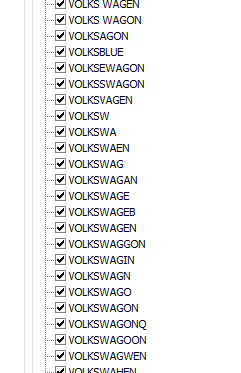 VOLKS WAGEN
VOLKS WAGON
VOLKSAGON
VOLKSBLUE
VOLKSEWAGON
VOLKSSWAGON
VOLKSVAGEN
VOLKSW
VOLKSWA
VOLKSWAEN
VOLKSWAG
VOLKSWAGAN
VOLKSWAGE
VOLKSWAGEB
VOLKSWAGEN
VOLKSWAGGON
VOLKSWAGIN
VOLKSWAGN
VOLKSWAGO
VOLKSWAGON
VOLKSWAGONQ
VOLKSWAGOON
VOLKSWAGWEN
VOLKSWAHEN